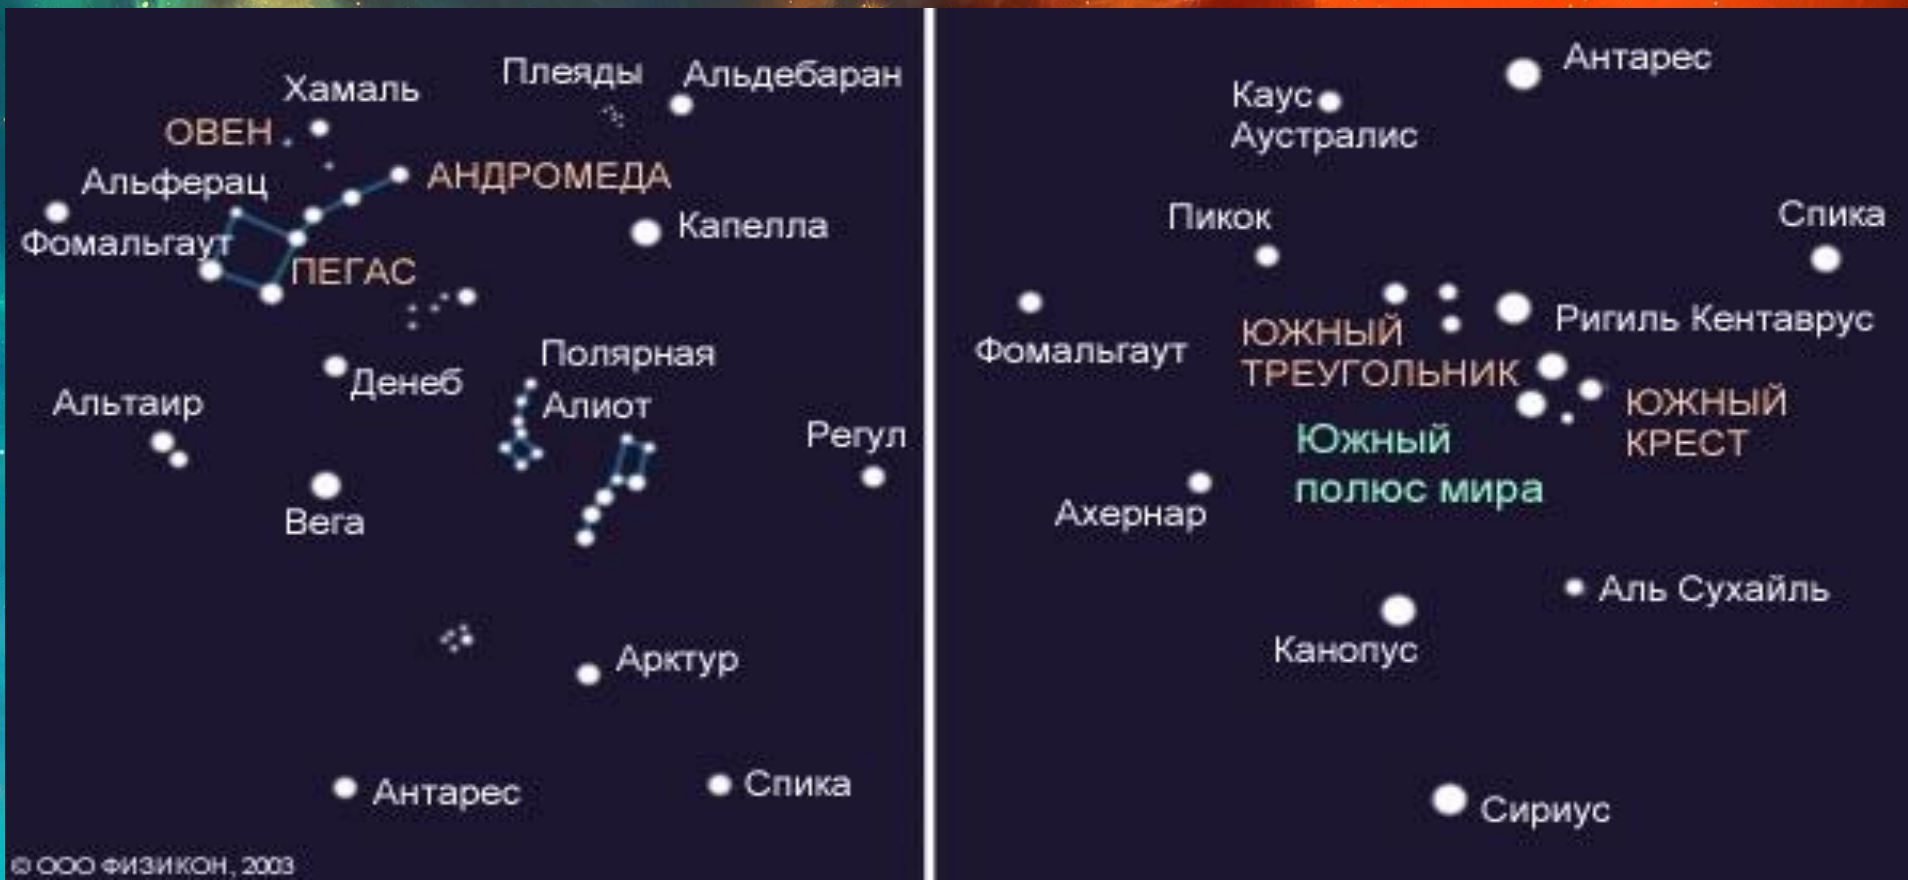 Хамаль
Плеяды
Альдебаран
ОВЕН
Альферац
АНДРОМЕДА
Фомальгаут
Капелла
ПЕГАС
Полярная
Денеб
Альтаир
Алиот
Регул
Вега
Арктур
Антарес
Спика
© ООО ФИЗИКОН, 2003
Антарес
Каус
Аустралис
Пикок
Спика
Фомальгаут
ЮЖНЫЙ
ТРЕУГОЛЬНИК
Ригиль Кентаврус
ЮЖНЫЙ
КРЕСТ
Южный
полюс мира
Ахернар
Аль Сухайль
Канопус
Сириус